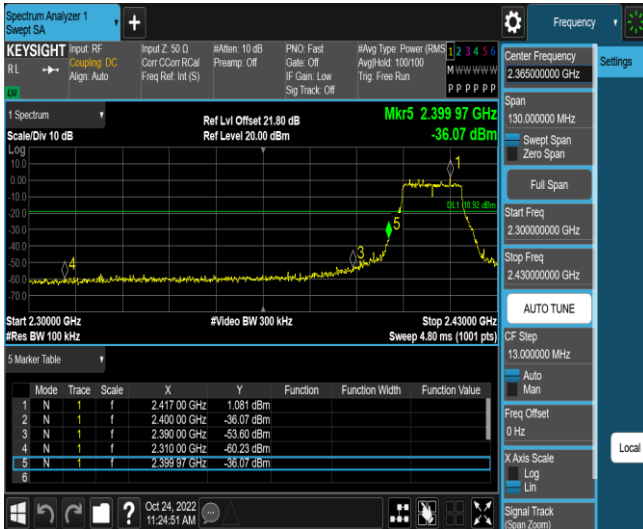 Spectrum Analyzer 1
Swept SA
Frequency
KEYSIGHT
Input: RF
Input Z: 50 Ω
#Atten: 10 dB
PNO: Fast
#Avg Type: Power (RMS
1 2 3 4 5 6
RL
Coupling: DC
Corr CCorr RCal
Preamp: Off
Gate: Off
Avg|Hold: 100/100
M W W W W W
Align: Auto
Freq Ref: Int (S)
IF Gain: Low
Trig: Free Run
Sig Track: Off
P P P P P P
LXI
1 Spectrum
Scale/Div 10 dB
Ref Lvl Offset 21.80 dB
Ref Level 20.00 dBm
Mkr5 2.399 97 GHz
-36.07 dBm
Log
10.0
0.00
-10.0
-20.0
-30.0
-40.0
-50.0
-60.0
-70.0
1
DL1 -18.92 dBm
5
3
4
Start 2.30000 GHz
#Video BW 300 kHz
Stop 2.43000 GHz
#Res BW 100 kHz
Sweep 4.80 ms (1001 pts)
5 Marker Table
Mode Trace Scale X Y Function Function Width Function Value
1 N 1 f 2.417 00 GHz 1.081 dBm
2 N 1 f 2.400 00 GHz -36.07 dBm
3 N 1 f 2.390 00 GHz -53.60 dBm
4 N 1 f 2.310 00 GHz -60.23 dBm
5 N 1 f 2.399 97 GHz -36.07 dBm
6
Oct 24, 2022
11:24:51 AM
Center Frequency
2.365000000 GHz
Settings
Span
130.000000 MHz
Swept Span
Zero Span
Full Span
Start Freq
2.300000000 GHz
Stop Freq
2.430000000 GHz
AUTO TUNE
CF Step
13.000000 MHz
Auto
Man
Freq Offset
0 Hz
Local
X Axis Scale
Log
Lin
Signal Track
(Span Zoom)